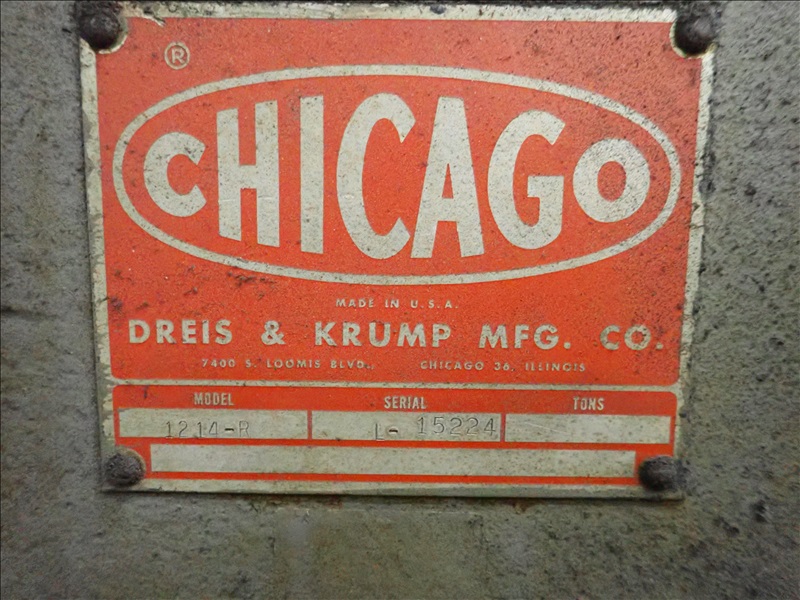 ®
CHICAGO
MADE IN U.S.A.
DREIS & KRUMP MFG. CO.
7400 S. LOOMIS BLVD., CHICAGO 36, ILLINOIS
MODEL SERIAL TONS
1214-R L- 15224